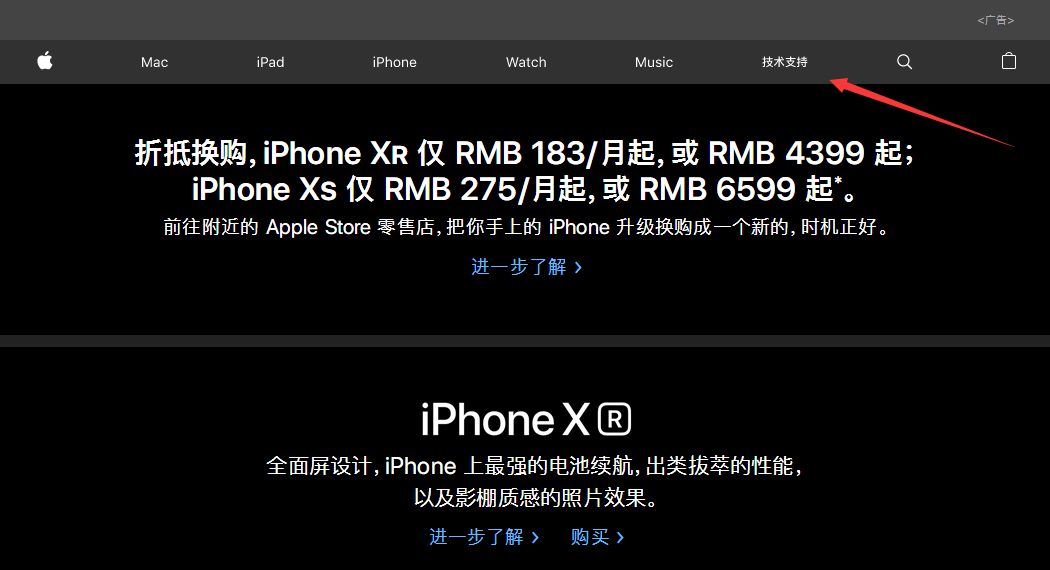 <广告>
Mac iPad iPhone Watch Music 技术支持
折抵换购，iPhone XR 仅 RMB 183/月起，或 RMB 4399 起；
iPhone XS 仅 RMB 275/月起，或 RMB 6599 起*。
前往附近的 Apple Store 零售店，把你手上的 iPhone 升级换购成一个新的，时机正好。
进一步了解 >
iPhone XR
全面屏设计，iPhone 上最强的电池续航，出类拔萃的性能，
以及影棚质感的照片效果。
进一步了解 > 购买 >